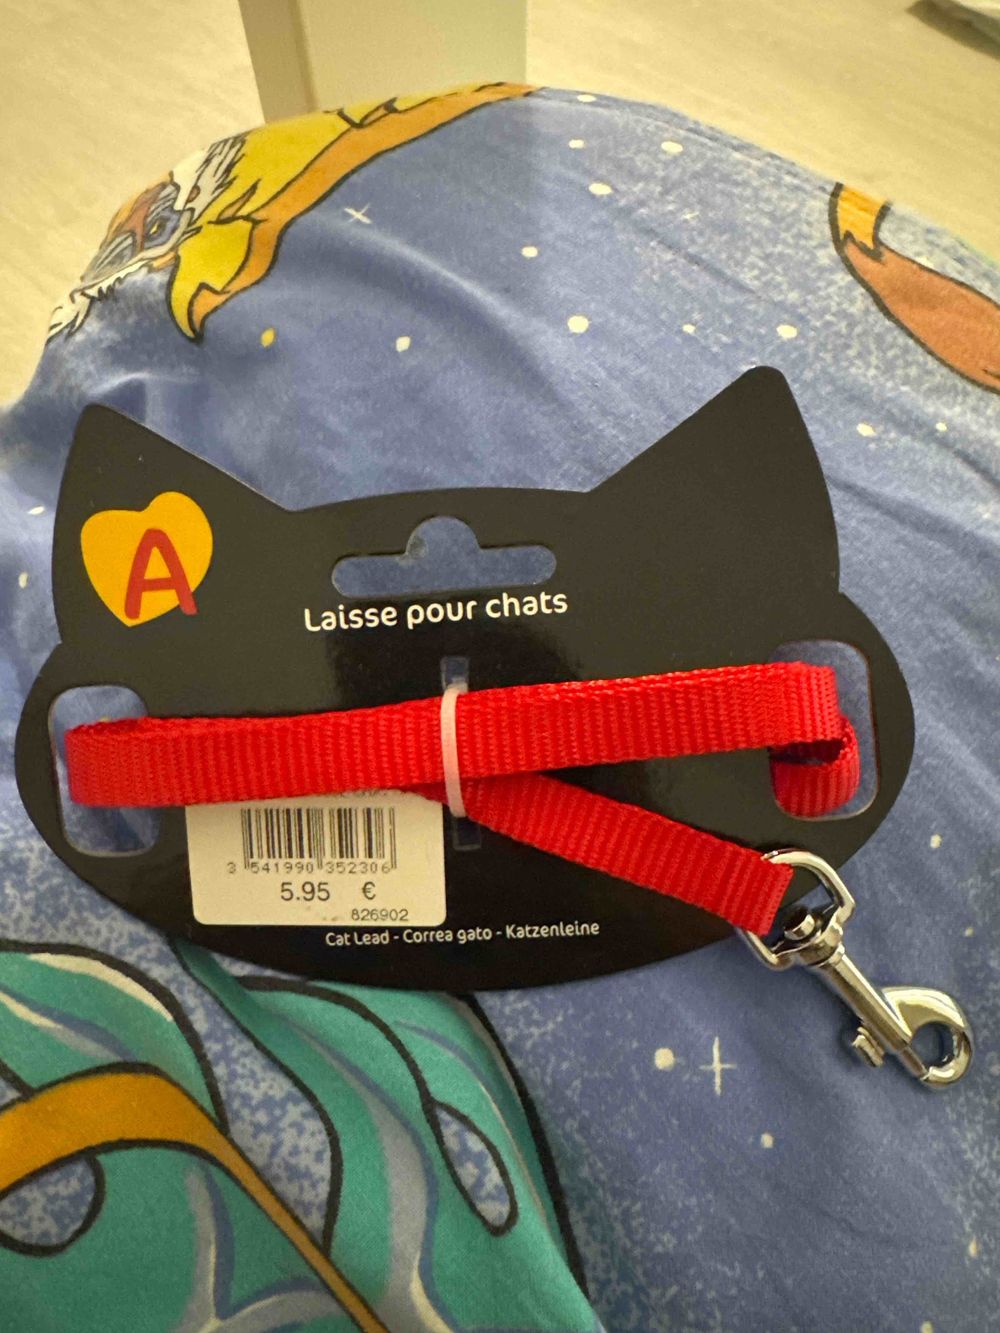 A
Laisse pour chats
3 541990 352306
5.95 €
826902
Cat Lead - Correa gato - Katzenleine